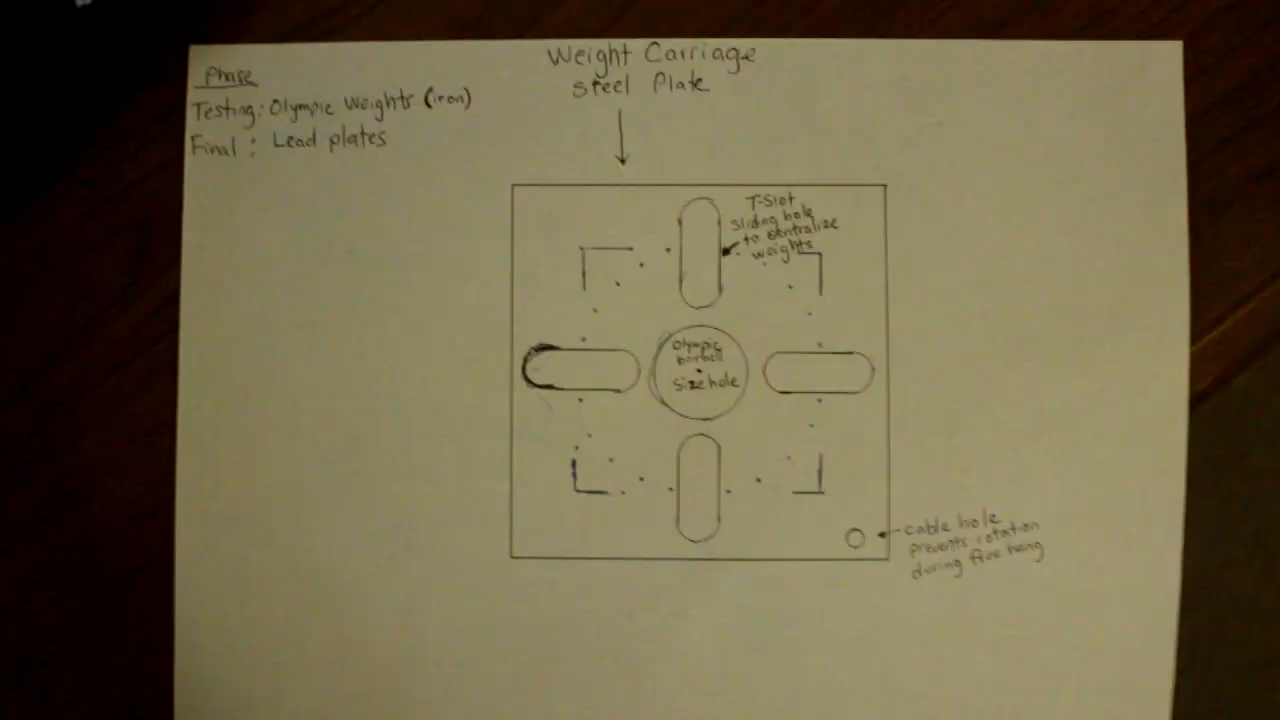 Phase
Testing: Olympic Weights (iron)
Final: Lead plates
Weight Carriage
Steel Plate
T-Slot
Sliding hole
to centralize
weights
Olympic
barbell
Size hole
cable hole
prevents rotation
during free hang